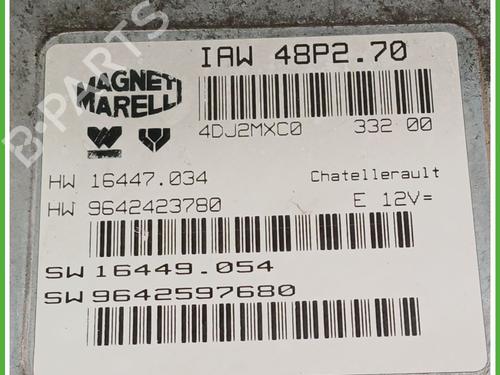 IAW 48P2.70
MAGNETI
MARELLI
4DJ2MXC0 332 00
HW 16447.034 Chatellerault
HW 9642423780 E 12V=
SW 16449.054
SW 9642597680
B-PARTS